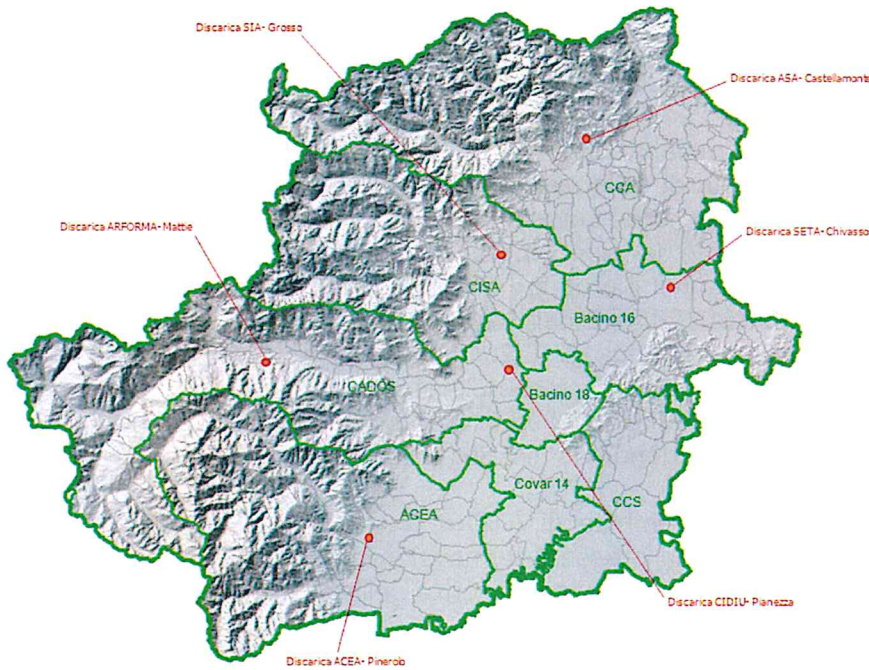 Discarica SIA- Grosso
Discarica ASA- Castellamonte
CCA
Discarica ARFORMA- Mattie
Discarica SETA- Chivasso
CISA
Bacino 16
CADOS
Bacino 18
Covar 14
CCS
ACEA
Discarica CIDIU- Pianezza
Discarica ACEA- Pinerolo